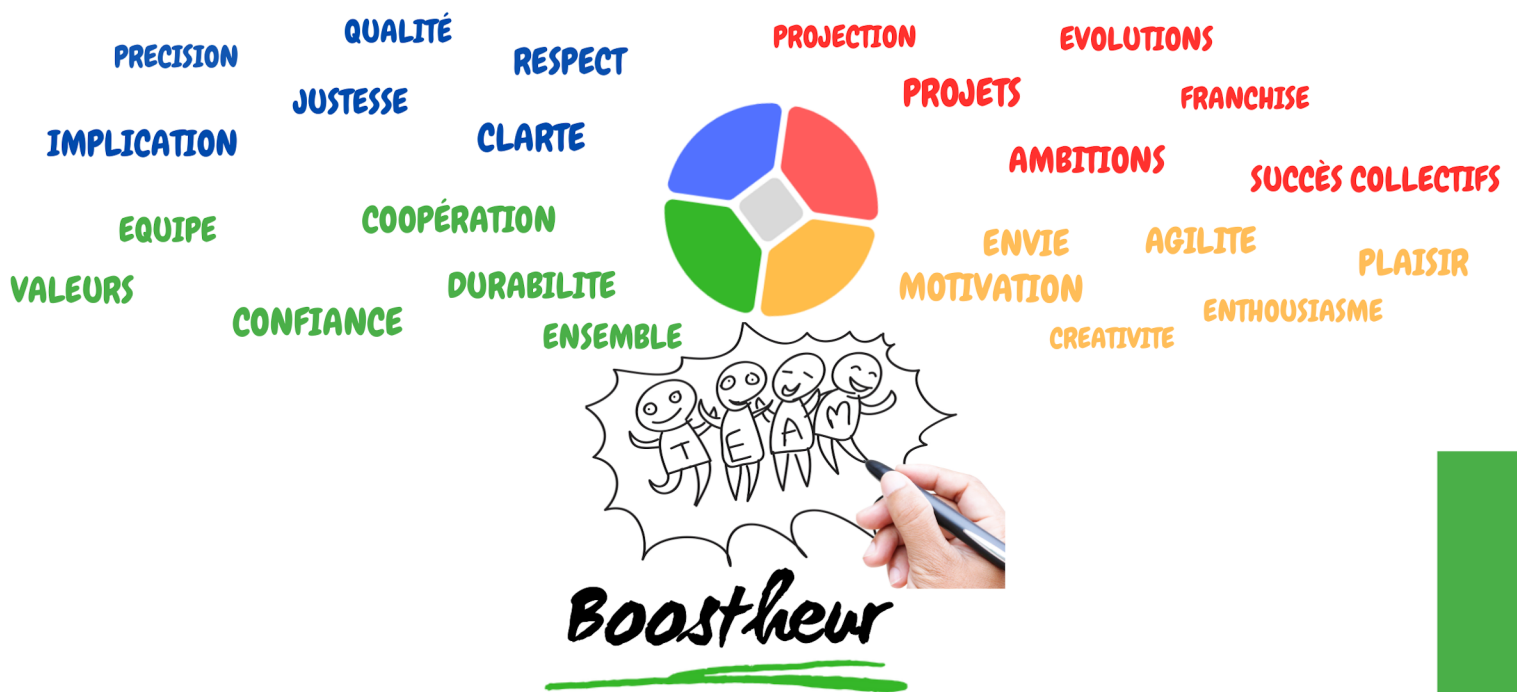 PRECISION
QUALITÉ
RESPECT
JUSTESSE
IMPLICATION
CLARTE
PROJECTION
EVOLUTIONS
PROJETS
FRANCHISE
AMBITIONS
SUCCÈS COLLECTIFS
EQUIPE
COOPÉRATION
VALEURS
DURABILITE
CONFIANCE
ENSEMBLE
ENVIE
AGILITE
PLAISIR
MOTIVATION
ENTHOUSIASME
CREATIVITE
TEAM
Boostheur